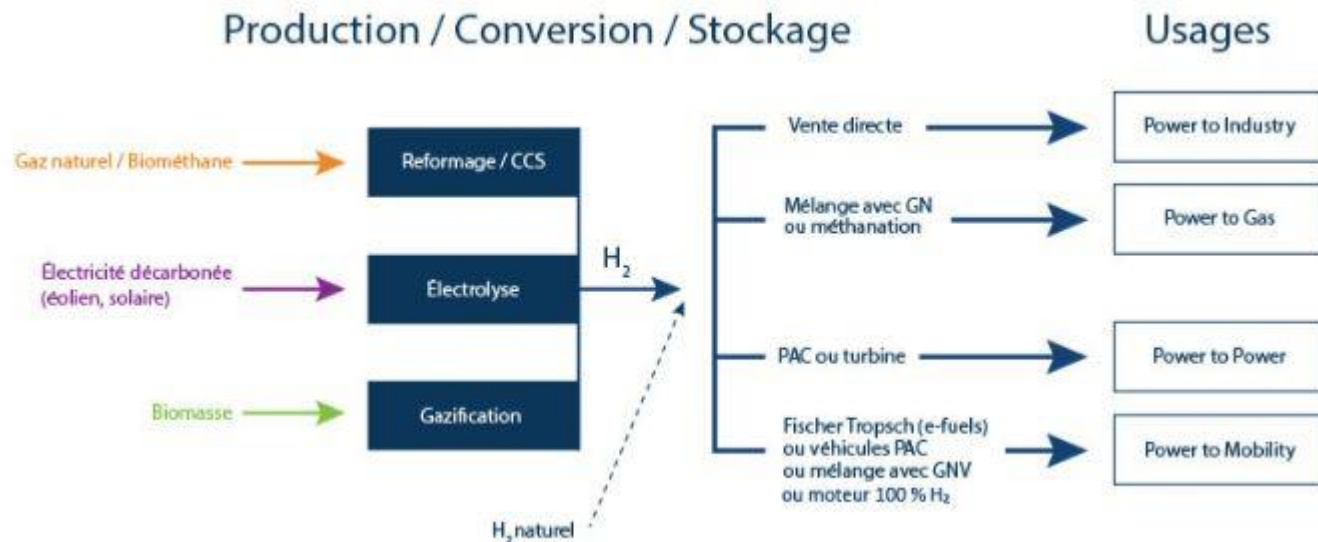 Production / Conversion / Stockage
Usages
Gaz naturel / Biométhane
Reformage / CCS
Électricité décarbonée
(éolien, solaire)
Électrolyse
Biomasse
Gazification
H₂
H₂ naturel
Vente directe
Power to Industry
Mélange avec GN
ou méthanation
Power to Gas
PAC ou turbine
Power to Power
Fischer Tropsch (e-fuels)
ou véhicules PAC
ou mélange avec GNV
ou moteur 100 % H₂
Power to Mobility